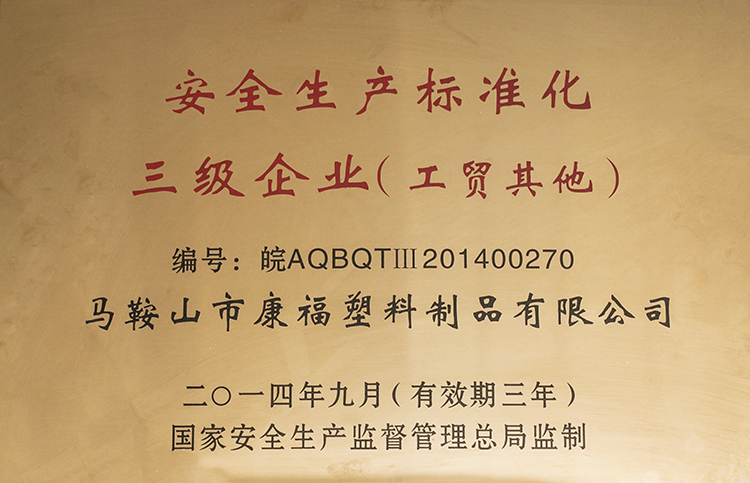 安全生产标准化
三级企业(工贸其他)
编号：皖AQBQTⅢ201400270
马鞍山市康福塑料制品有限公司
二〇一四年九月(有效期三年)
国家安全生产监督管理总局监制